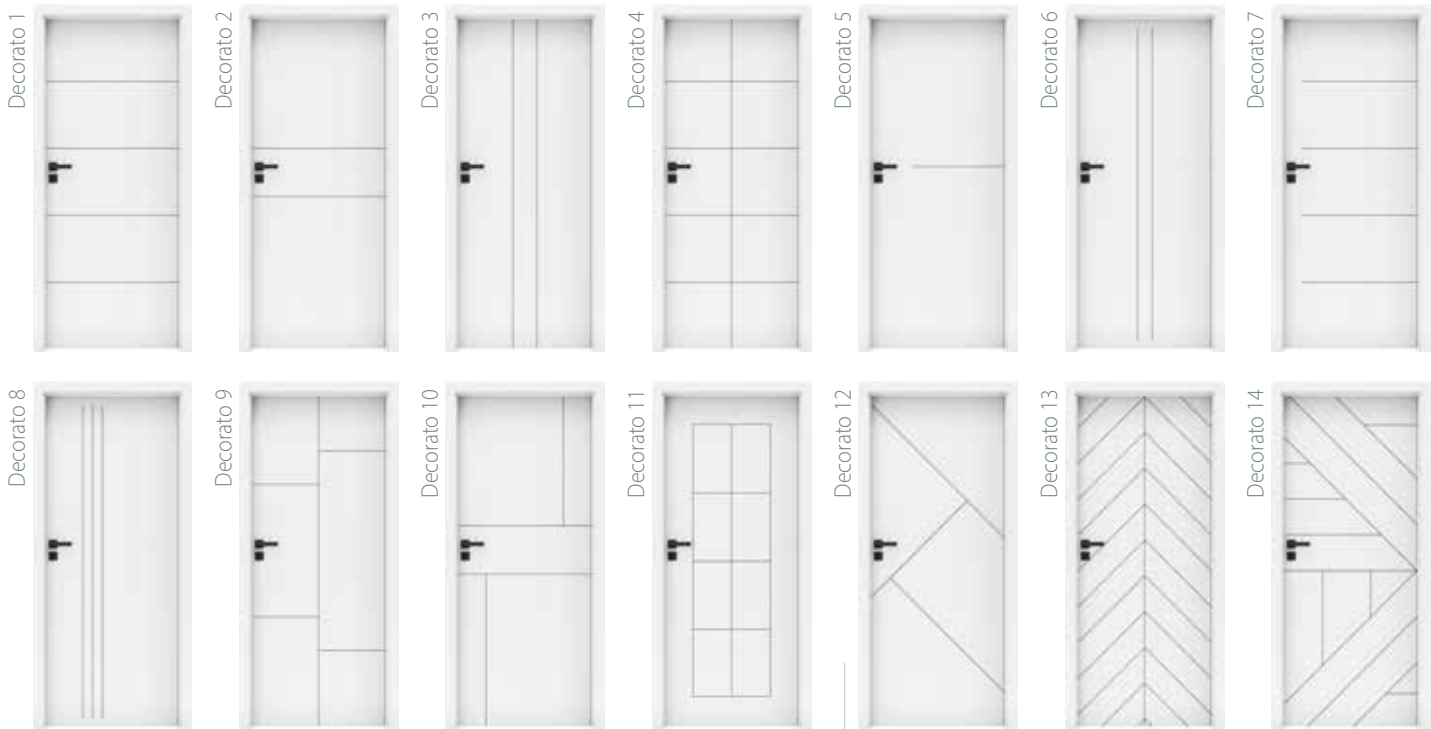 Decorato 1
Decorato 2
Decorato 3
Decorato 4
Decorato 5
Decorato 6
Decorato 7
Decorato 8
Decorato 9
Decorato 10
Decorato 11
Decorato 12
Decorato 13
Decorato 14